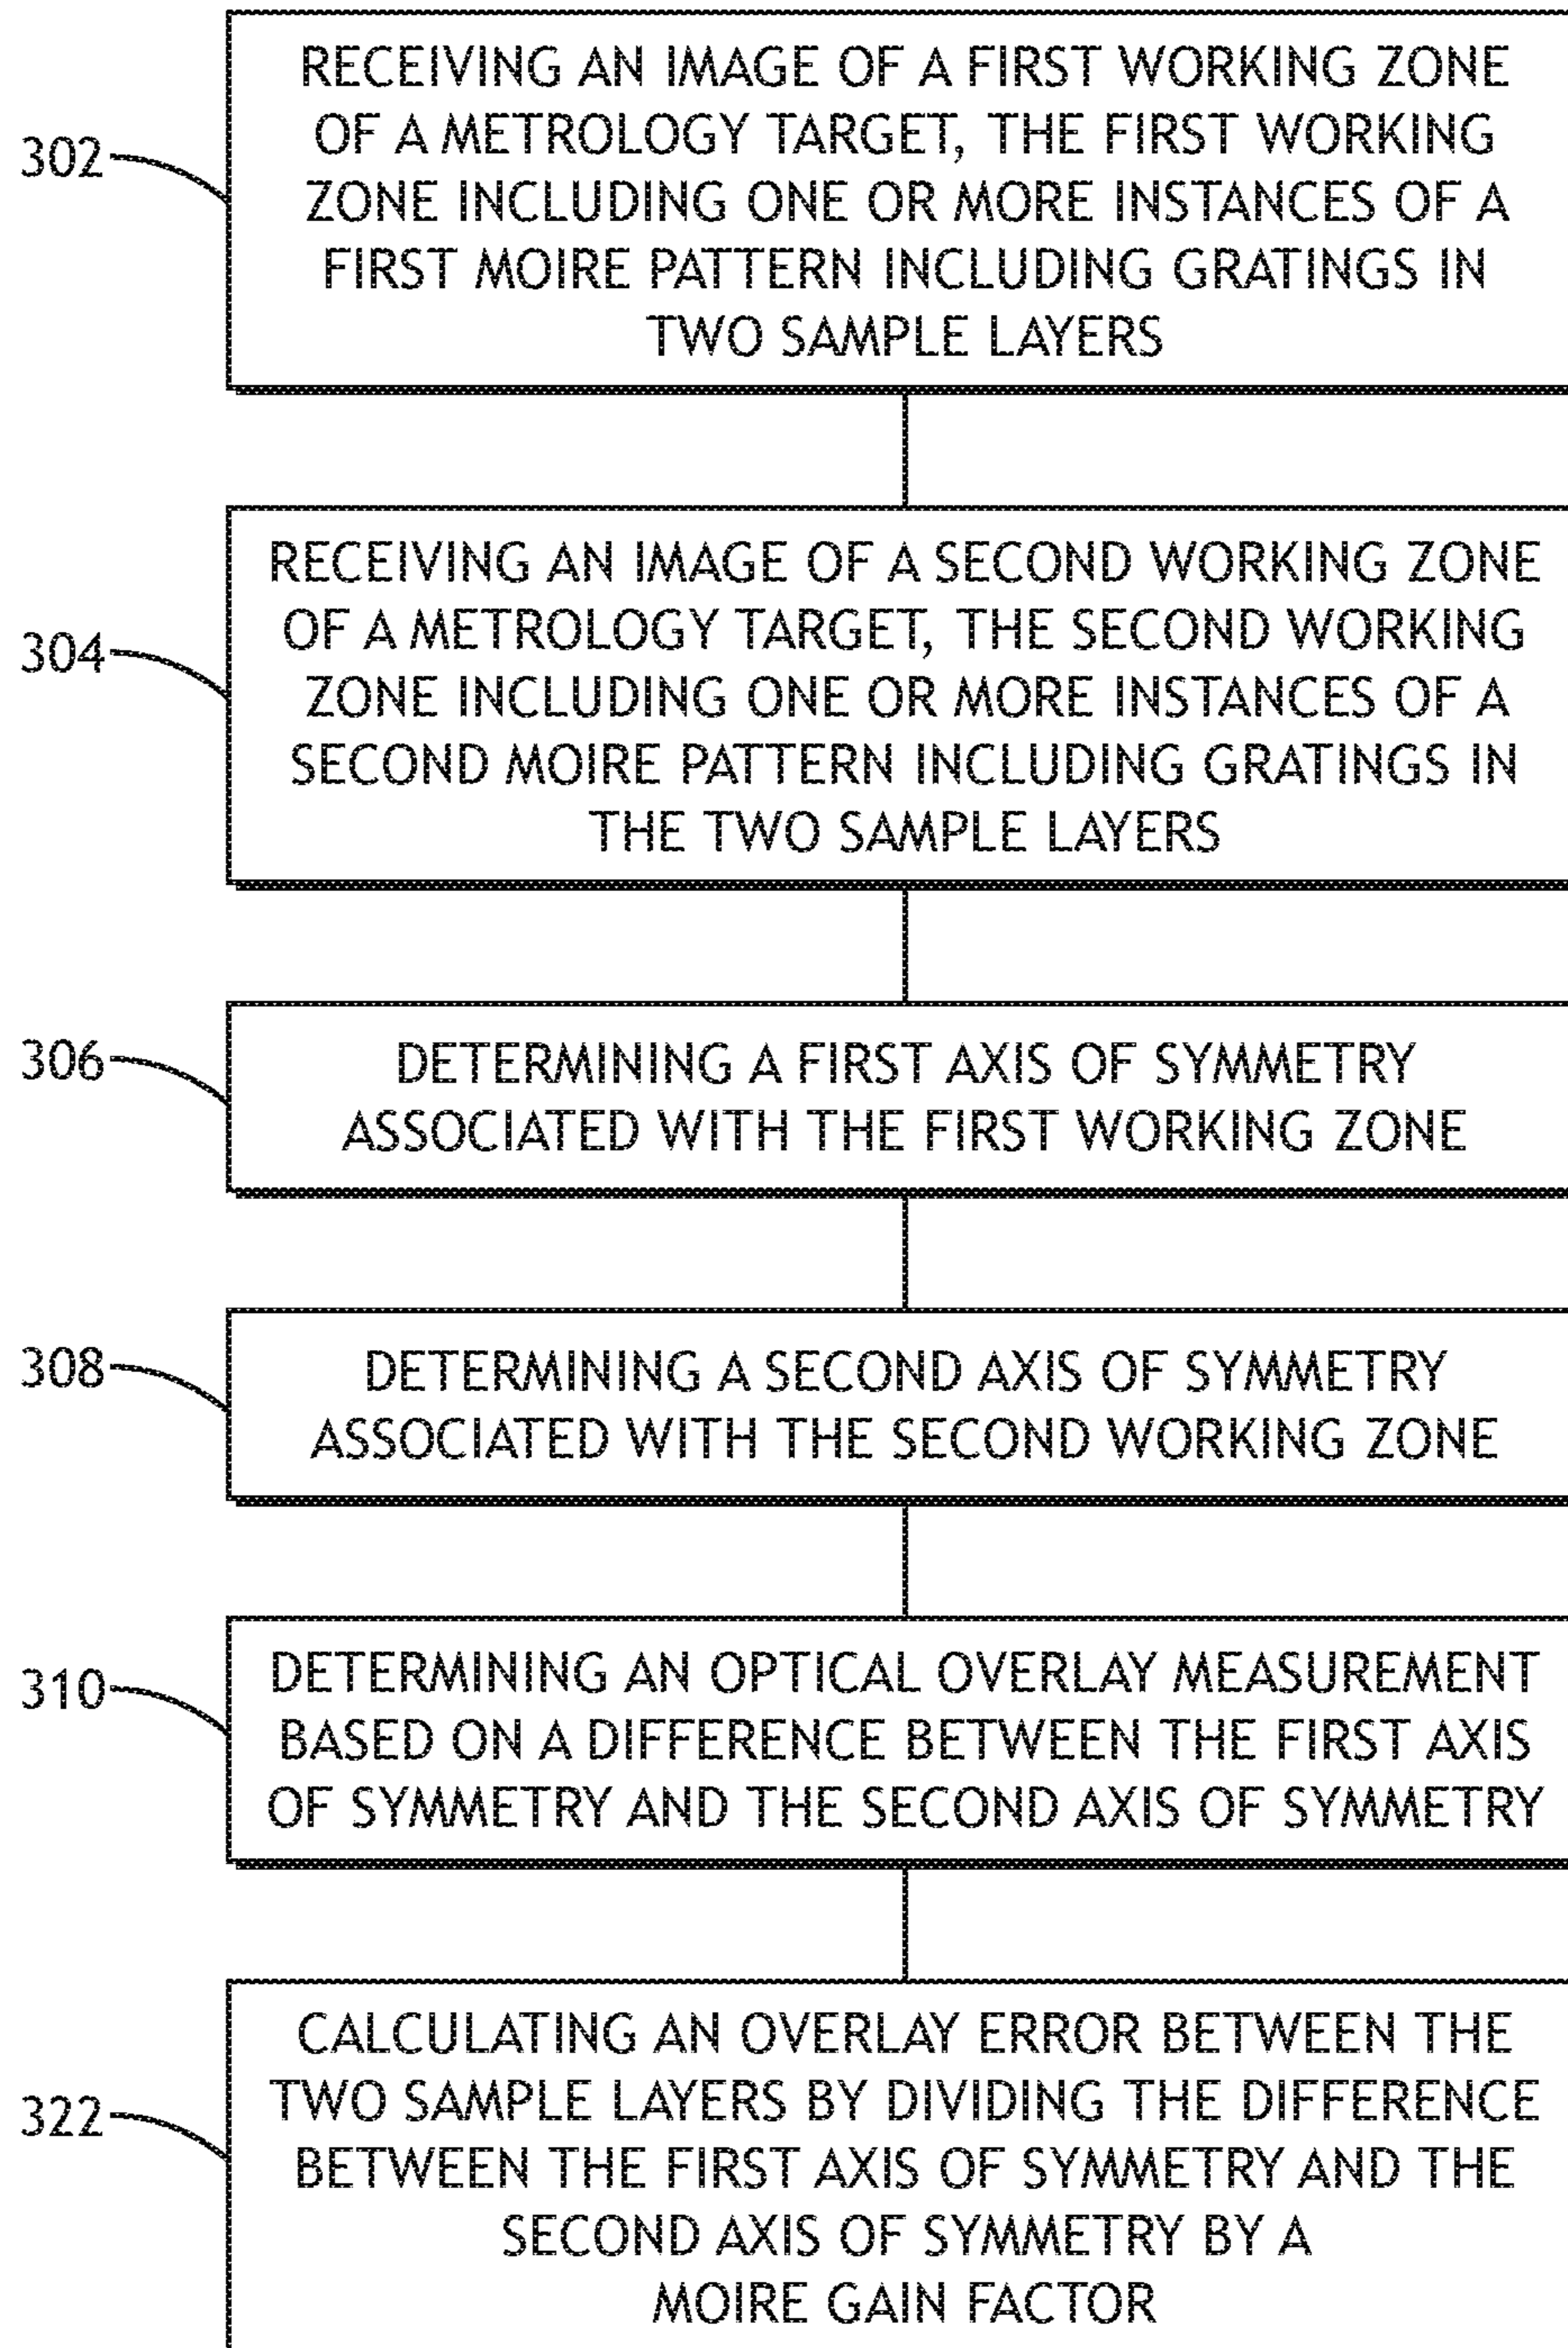 302
RECEIVING AN IMAGE OF A FIRST WORKING ZONE
OF A METROLOGY TARGET, THE FIRST WORKING
ZONE INCLUDING ONE OR MORE INSTANCES OF A
FIRST MOIRE PATTERN INCLUDING GRATINGS IN
TWO SAMPLE LAYERS
304
RECEIVING AN IMAGE OF A SECOND WORKING ZONE
OF A METROLOGY TARGET, THE SECOND WORKING
ZONE INCLUDING ONE OR MORE INSTANCES OF A
SECOND MOIRE PATTERN INCLUDING GRATINGS IN
THE TWO SAMPLE LAYERS
306
DETERMINING A FIRST AXIS OF SYMMETRY
ASSOCIATED WITH THE FIRST WORKING ZONE
308
DETERMINING A SECOND AXIS OF SYMMETRY
ASSOCIATED WITH THE SECOND WORKING ZONE
310
DETERMINING AN OPTICAL OVERLAY MEASUREMENT
BASED ON A DIFFERENCE BETWEEN THE FIRST AXIS
OF SYMMETRY AND THE SECOND AXIS OF SYMMETRY
322
CALCULATING AN OVERLAY ERROR BETWEEN THE
TWO SAMPLE LAYERS BY DIVIDING THE DIFFERENCE
BETWEEN THE FIRST AXIS OF SYMMETRY AND THE
SECOND AXIS OF SYMMETRY BY A
MOIRE GAIN FACTOR